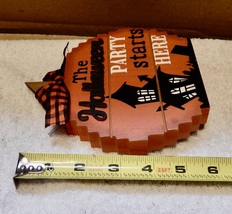 The
Halloween
PARTY
starts
HERE
1 2 3 4 5 6